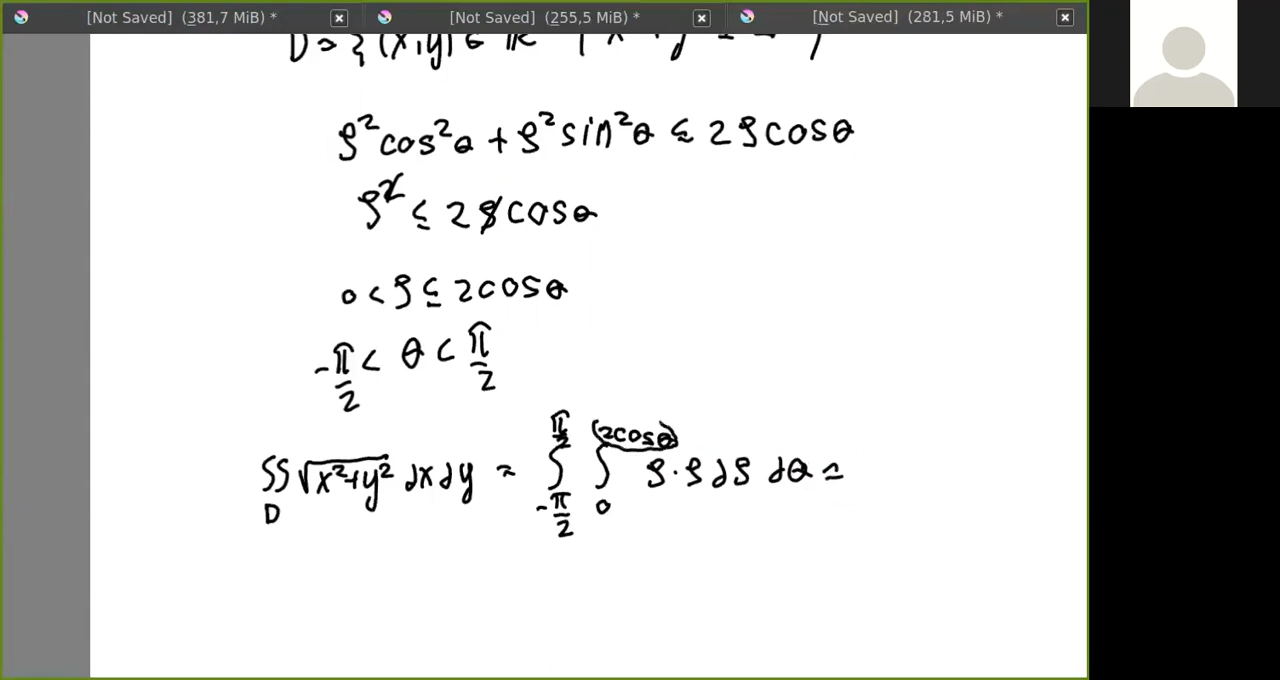 [Not Saved] (381,7 MiB) * [Not Saved] (255,5 MiB) * [Not Saved] (281,5 MiB) *
D = {(x,y) ∈
ρ²cos²θ + ρ²sin²θ ≤ 2ρcosθ
ρ² ≤ 2ρcosθ
0 < ρ ≤ 2cosθ
-π/2 < θ < π/2
∫∫_D √(x²+y²) dx dy = ∫_{-π/2}^{π/2} ∫_0^{(2cosθ)} ρ·ρ dρ dθ =